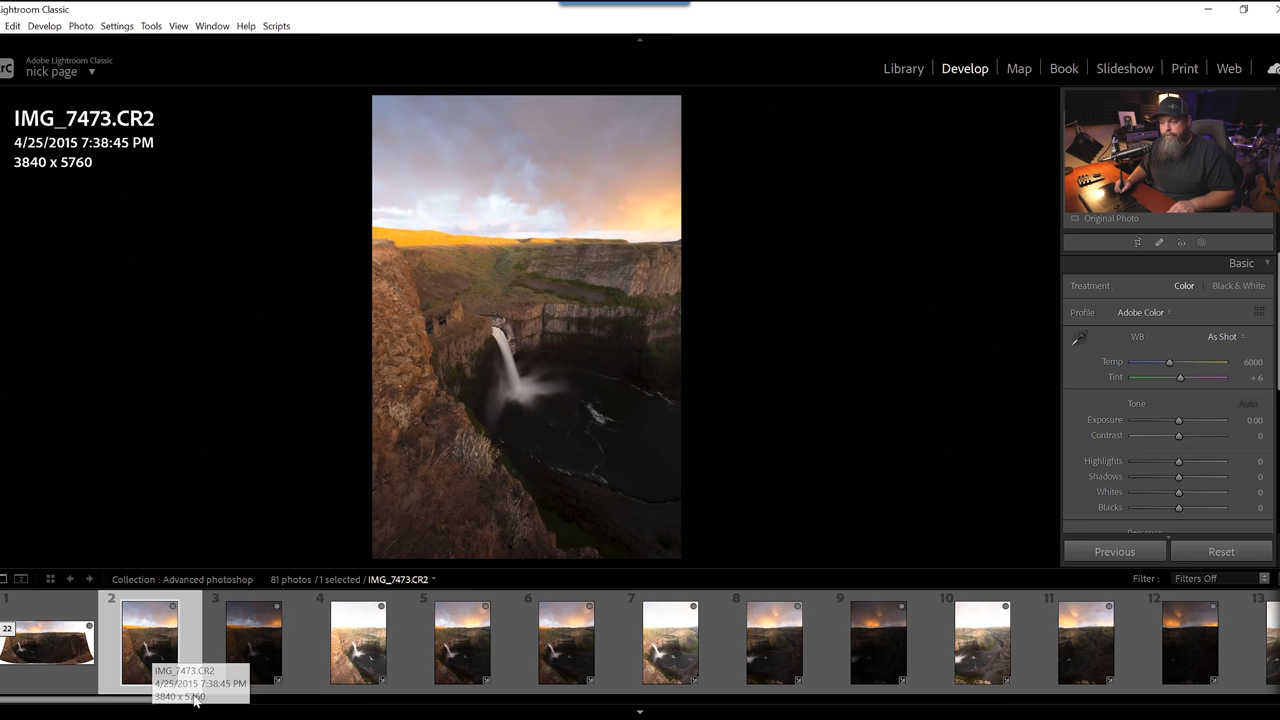 Lightroom Classic
Edit Develop Photo Settings Tools View Window Help Scripts
rC
Adobe Lightroom Classic
nick page
Library Develop Map Book Slideshow Print Web
IMG_7473.CR2
4/25/2015 7:38:45 PM
3840 x 5760
Original Photo
Basic
Treatment : Color Black & White
Profile : Adobe Color
WB : As Shot
Temp 6000
Tint + 6
Tone Auto
Exposure 0.00
Contrast 0
Highlights 0
Shadows 0
Whites 0
Blacks 0
Presence
Previous Reset
Collection : Advanced photoshop 81 photos / 1 selected / IMG_7473.CR2
Filter : Filters Off
1 2 3 4 5 6 7 8 9 10 11 12 13
22
IMG_7473.CR2
4/25/2015 7:38:45 PM
3840 x 5760